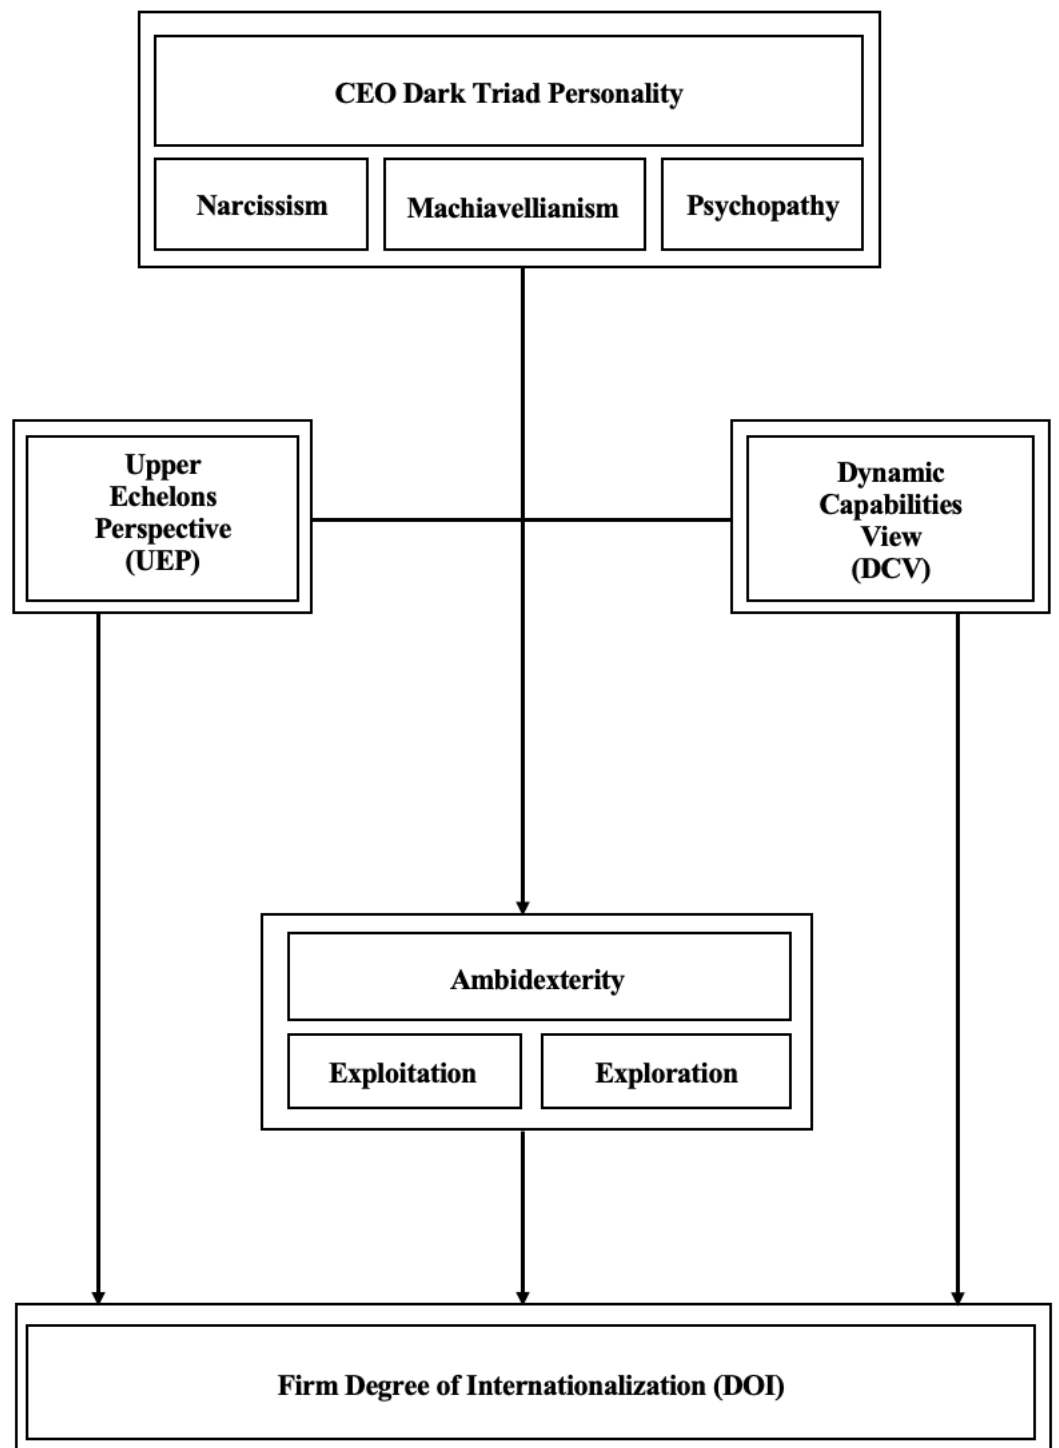 CEO Dark Triad Personality
Narcissism
Machiavellianism
Psychopathy
Upper
Echelons
Perspective
(UEP)
Dynamic
Capabilities
View
(DCV)
Ambidexterity
Exploitation
Exploration
Firm Degree of Internationalization (DOI)